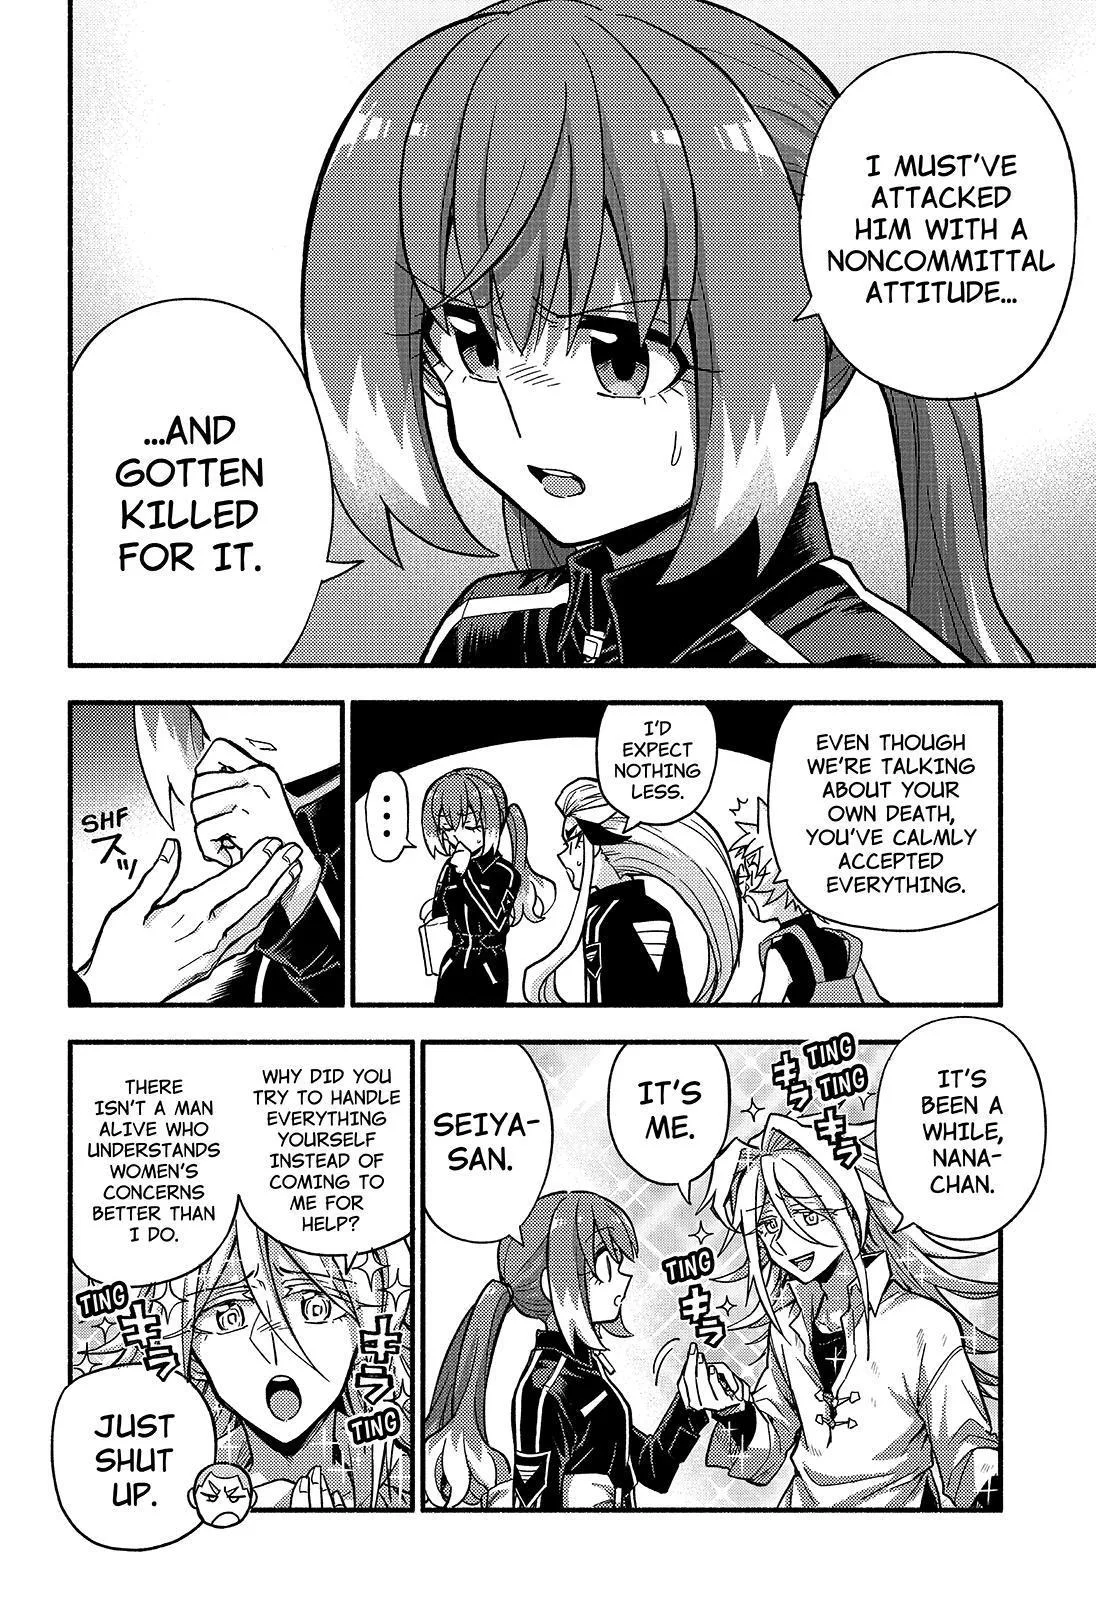 I MUST'VE
ATTACKED
HIM WITH A
NONCOMMITTAL
ATTITUDE...
...AND
GOTTEN
KILLED
FOR IT.
EVEN THOUGH
WE'RE TALKING
ABOUT YOUR
OWN DEATH,
YOU'VE CALMLY
ACCEPTED
EVERYTHING.
I'D
EXPECT
NOTHING
LESS.
...
SHF
スッ
IT'S
BEEN A
WHILE,
NANA-
CHAN.
TING
TING
キラ
キラ
IT'S
ME.
TING
キラ
SEIYA-
SAN.
WHY DID YOU
TRY TO HANDLE
EVERYTHING
YOURSELF
INSTEAD OF
COMING TO
ME FOR
HELP?
THERE
ISN'T A MAN
ALIVE WHO
UNDERSTANDS
WOMEN'S
CONCERNS
BETTER THAN
I DO.
TING
キラ
キラ
TING
JUST
SHUT
UP.